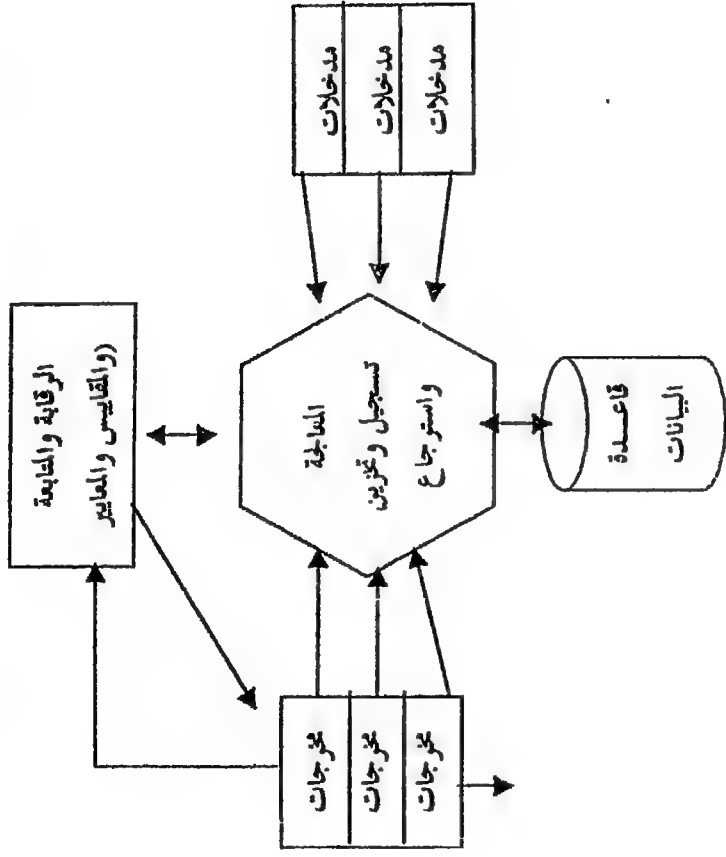 الرقابة والمتابعة
(والمقاييس والمعايير
مدخلات
مدخلات
مدخلات
المعالجة
تسجيل وتخزين
واسترجاع
مخرجات
مخرجات
مخرجات
قاعدة
البيانات